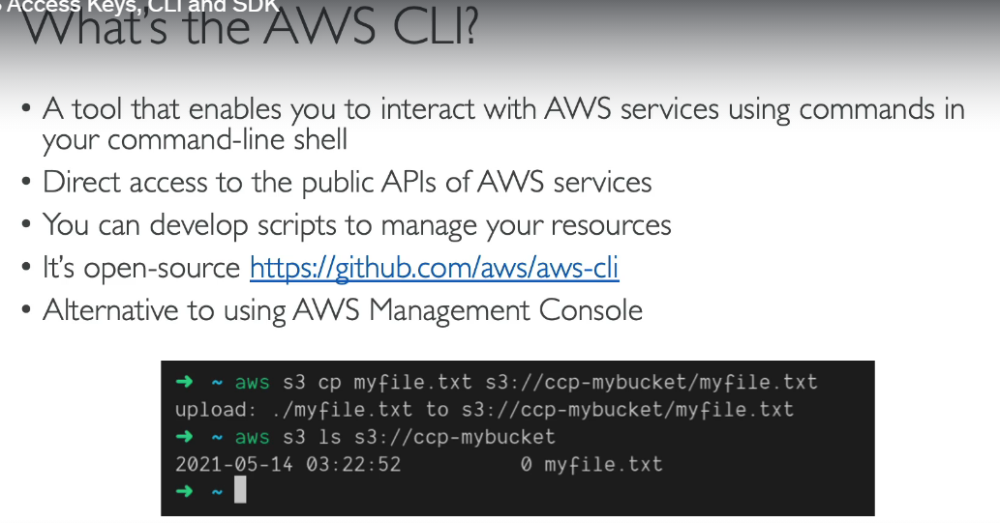 Access Keys, CLI and SDK
What's the AWS CLI?
• A tool that enables you to interact with AWS services using commands in
your command-line shell
• Direct access to the public APIs of AWS services
• You can develop scripts to manage your resources
• It's open-source https://github.com/aws/aws-cli
• Alternative to using AWS Management Console
➜ ~ aws s3 cp myfile.txt s3://ccp-mybucket/myfile.txt
upload: ./myfile.txt to s3://ccp-mybucket/myfile.txt
➜ ~ aws s3 ls s3://ccp-mybucket
2021-05-14 03:22:52 0 myfile.txt
➜ ~